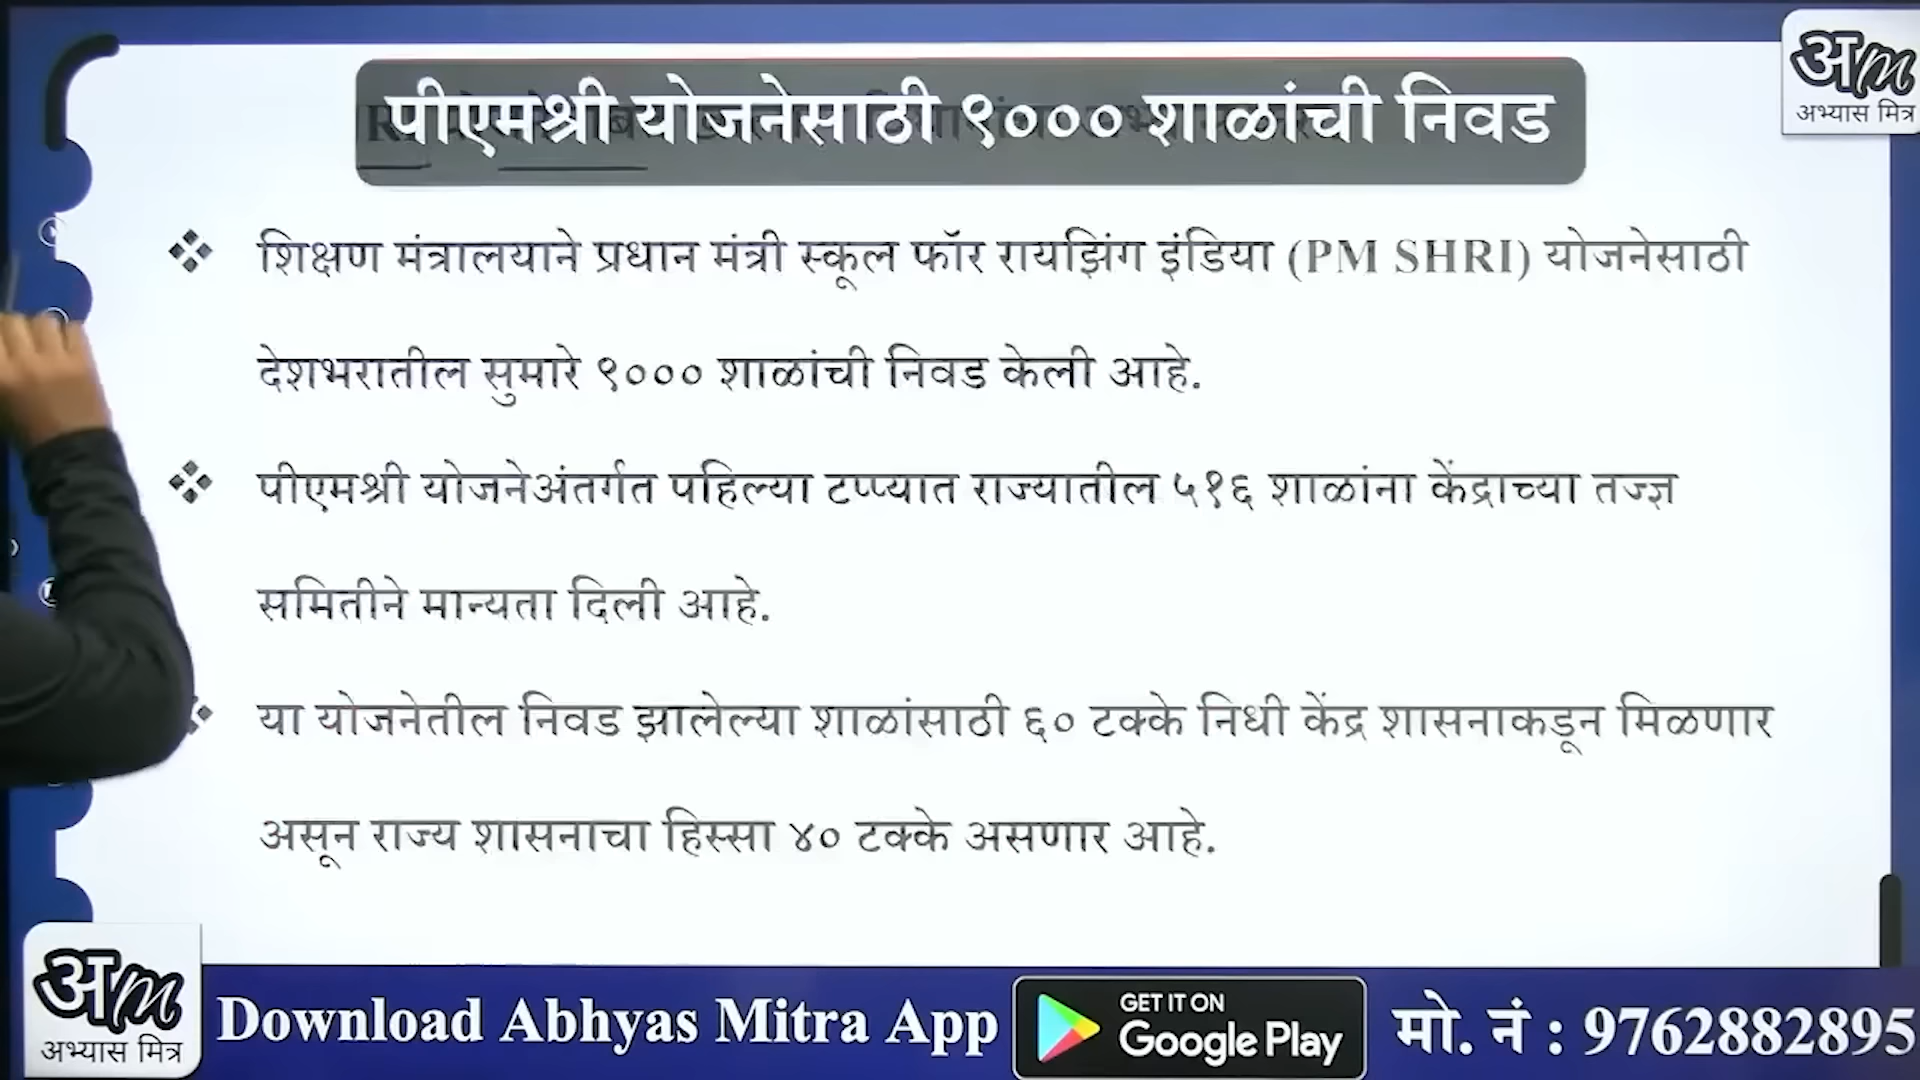 पीएमश्री योजनेसाठी ९००० शाळांची निवड
अm
अभ्यास मित्र
शिक्षण मंत्रालयाने प्रधान मंत्री स्कूल फॉर रायझिंग इंडिया (PM SHRI) योजनेसाठी
देशभरातील सुमारे ९००० शाळांची निवड केली आहे.
पीएमश्री योजनेअंतर्गत पहिल्या टप्प्यात राज्यातील ५१६ शाळांना केंद्राच्या तज्ज्ञ
समितीने मान्यता दिली आहे.
या योजनेतील निवड झालेल्या शाळांसाठी ६० टक्के निधी केंद्र शासनाकडून मिळणार
असून राज्य शासनाचा हिस्सा ४० टक्के असणार आहे.
अm
अभ्यास मित्र
Download Abhyas Mitra App
GET IT ON
Google Play
मो. नं : 9762882895